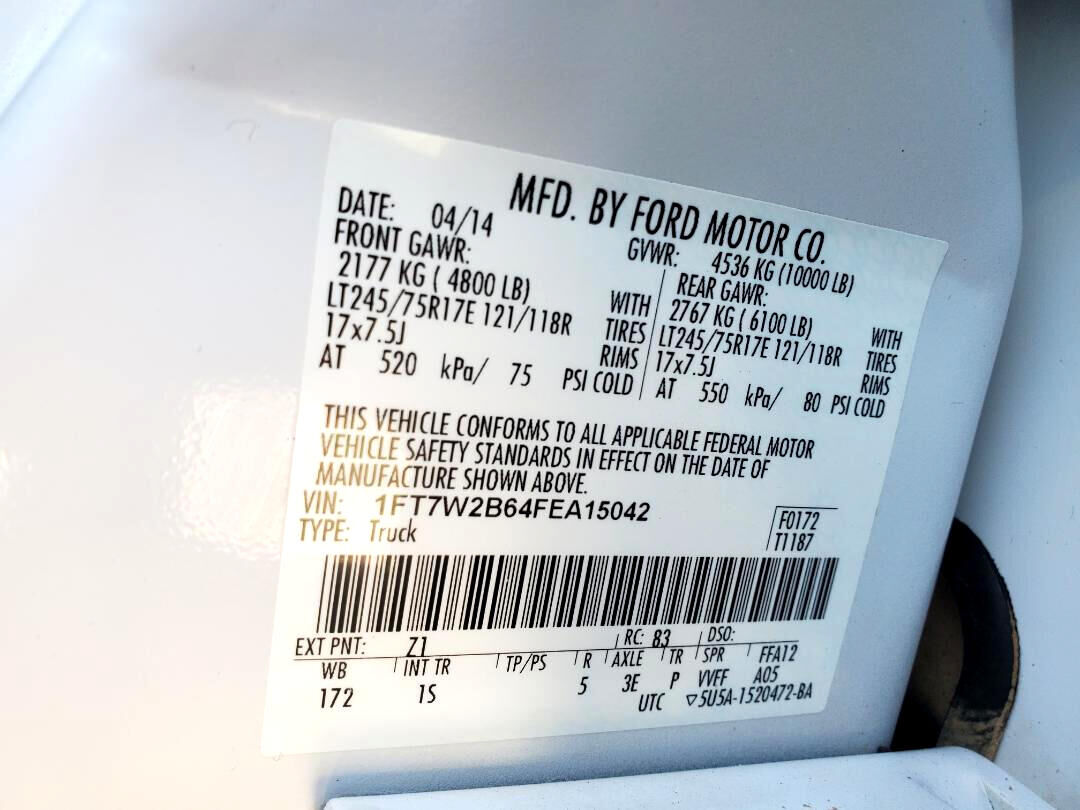 MFD. BY FORD MOTOR CO.
DATE: 04/14 GVWR: 4536 KG (10000 LB)
FRONT GAWR: REAR GAWR:
2177 KG ( 4800 LB) WITH 2767 KG ( 6100 LB) WITH
LT245/75R17E 121/118R TIRES LT245/75R17E 121/118R TIRES
17x7.5J RIMS 17x7.5J RIMS
AT 520 kPa/ 75 PSI COLD AT 550 kPa/ 80 PSI COLD
THIS VEHICLE CONFORMS TO ALL APPLICABLE FEDERAL MOTOR
VEHICLE SAFETY STANDARDS IN EFFECT ON THE DATE OF
MANUFACTURE SHOWN ABOVE.
VIN: 1FT7W2B64FEA15042 F0172
TYPE: Truck T1187
EXT PNT: Z1 RC: 83 DSO:
WB INT TR TP/PS R AXLE TR SPR FFA12
172 1S 5 3E P VVFF A05
UTC ▽5U5A-1520472-BA